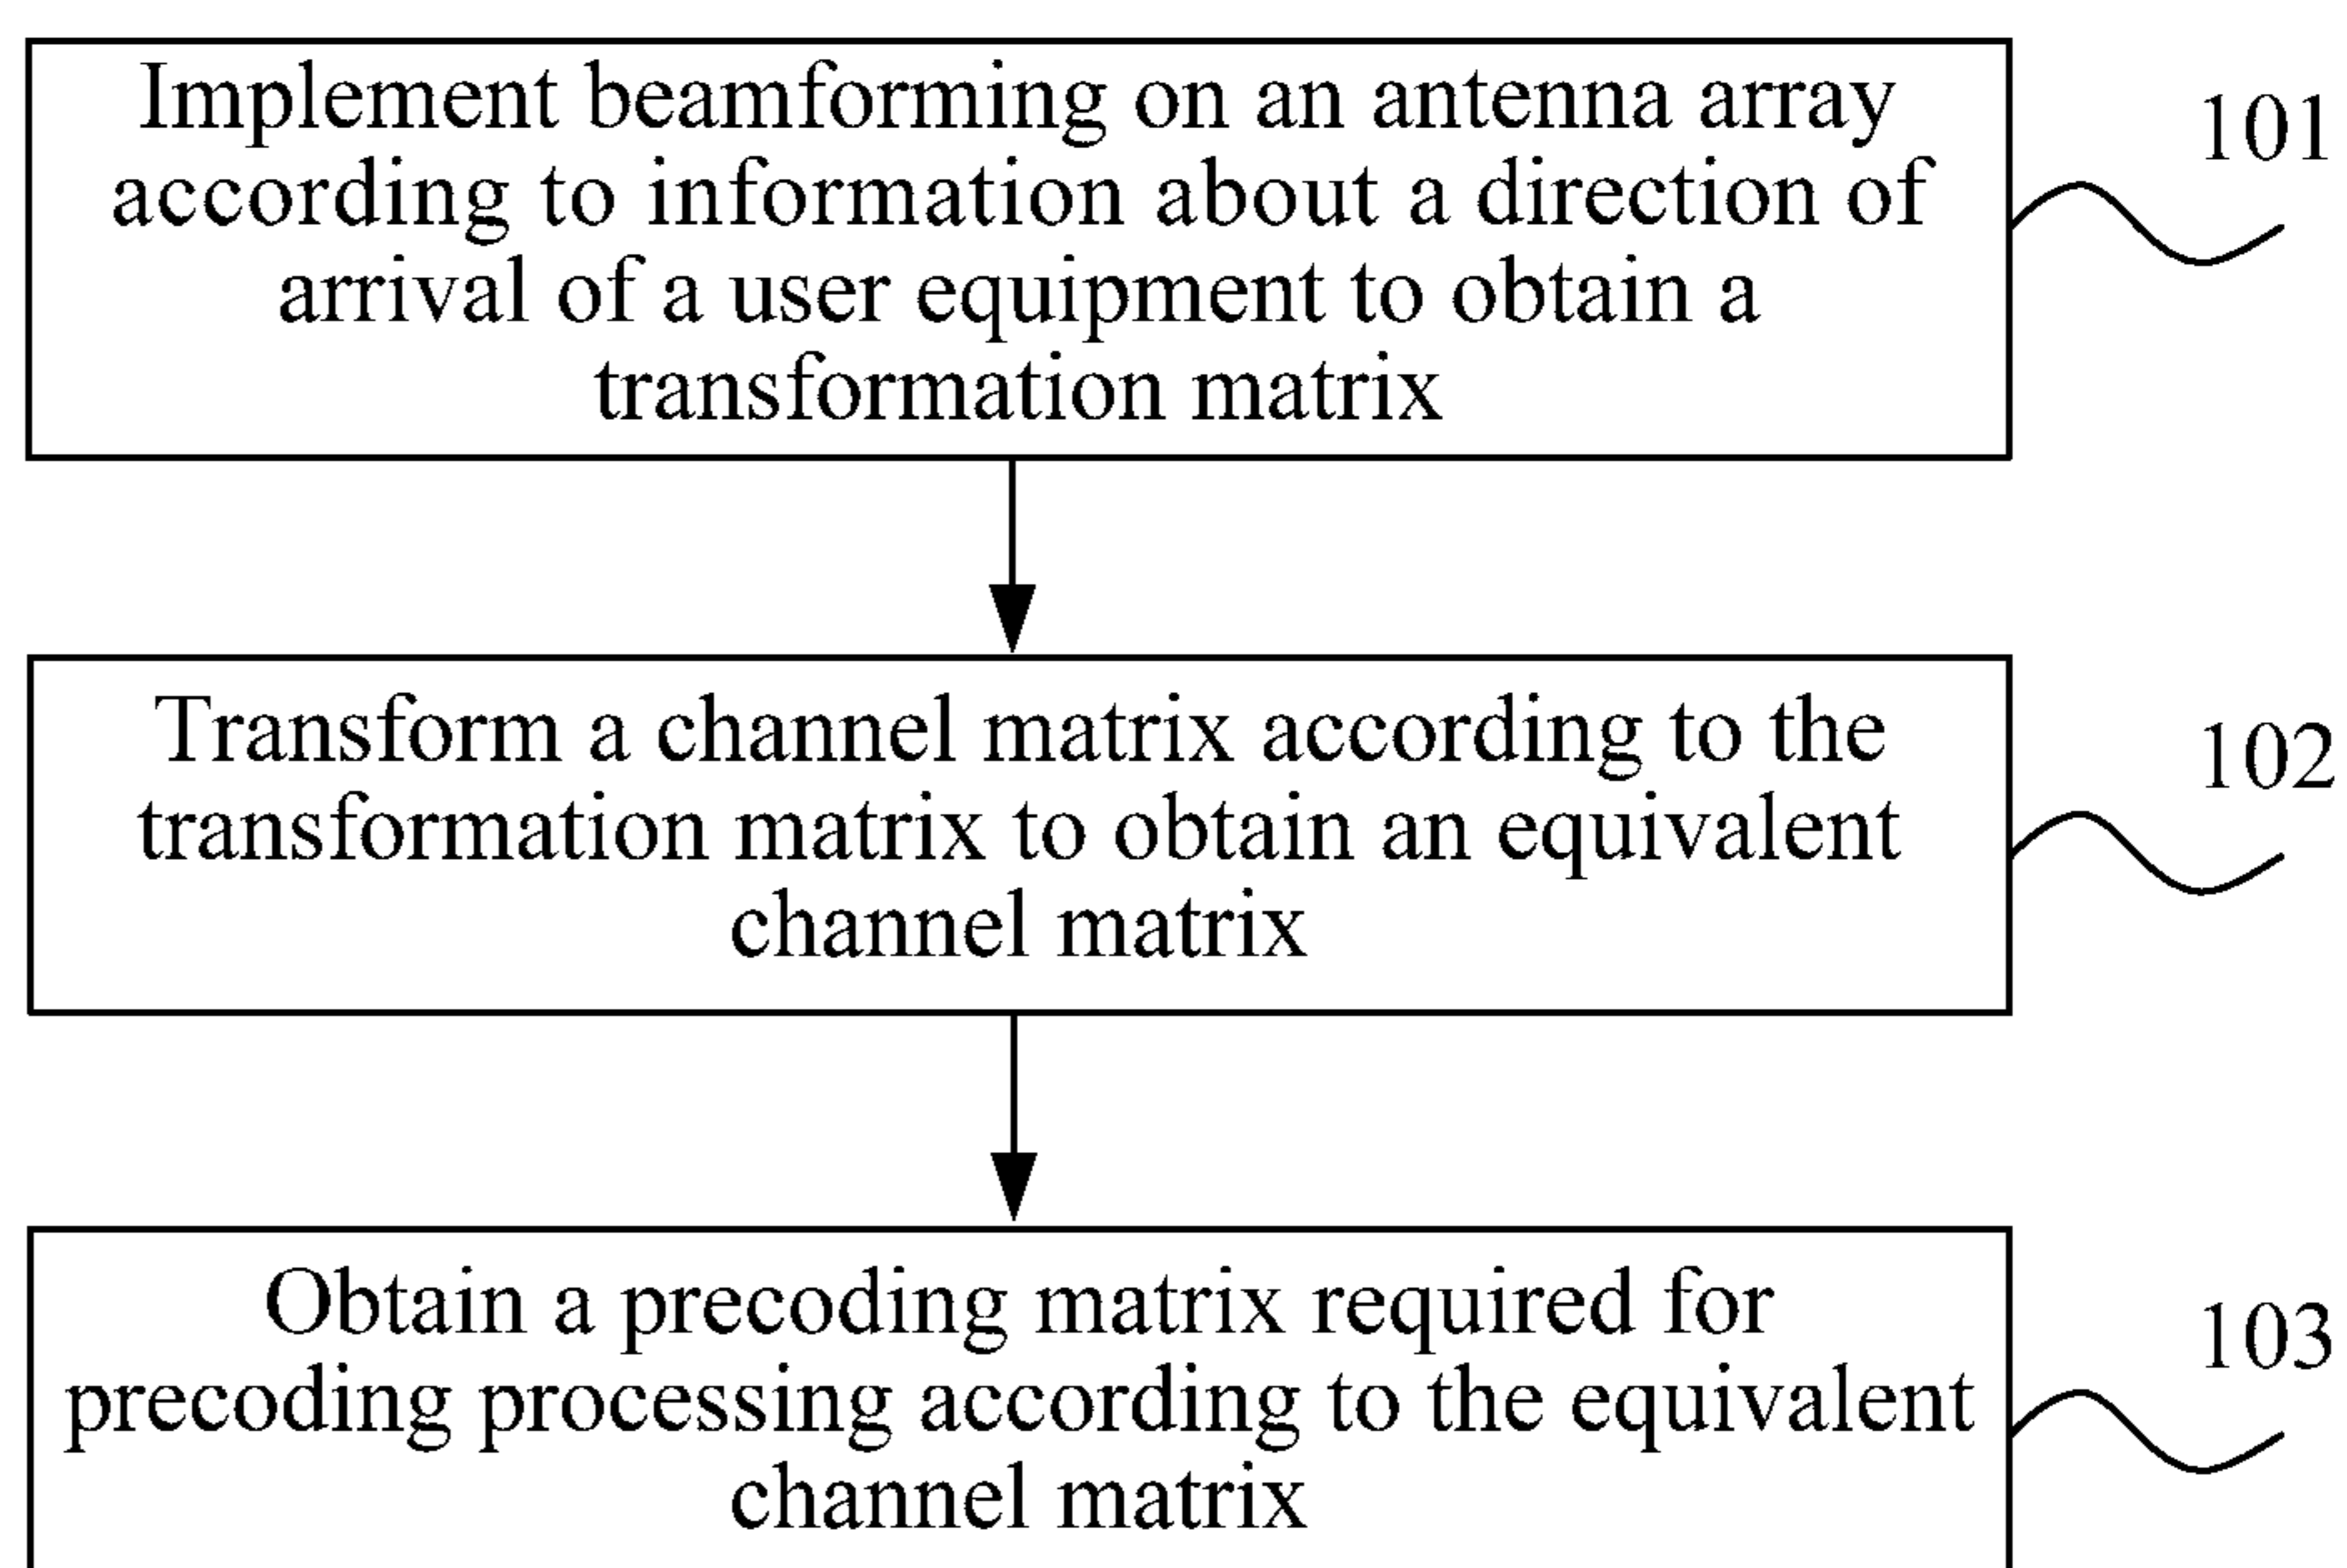 Implement beamforming on an antenna array
according to information about a direction of
arrival of a user equipment to obtain a
transformation matrix
101
Transform a channel matrix according to the
transformation matrix to obtain an equivalent
channel matrix
102
Obtain a precoding matrix required for
precoding processing according to the equivalent
channel matrix
103